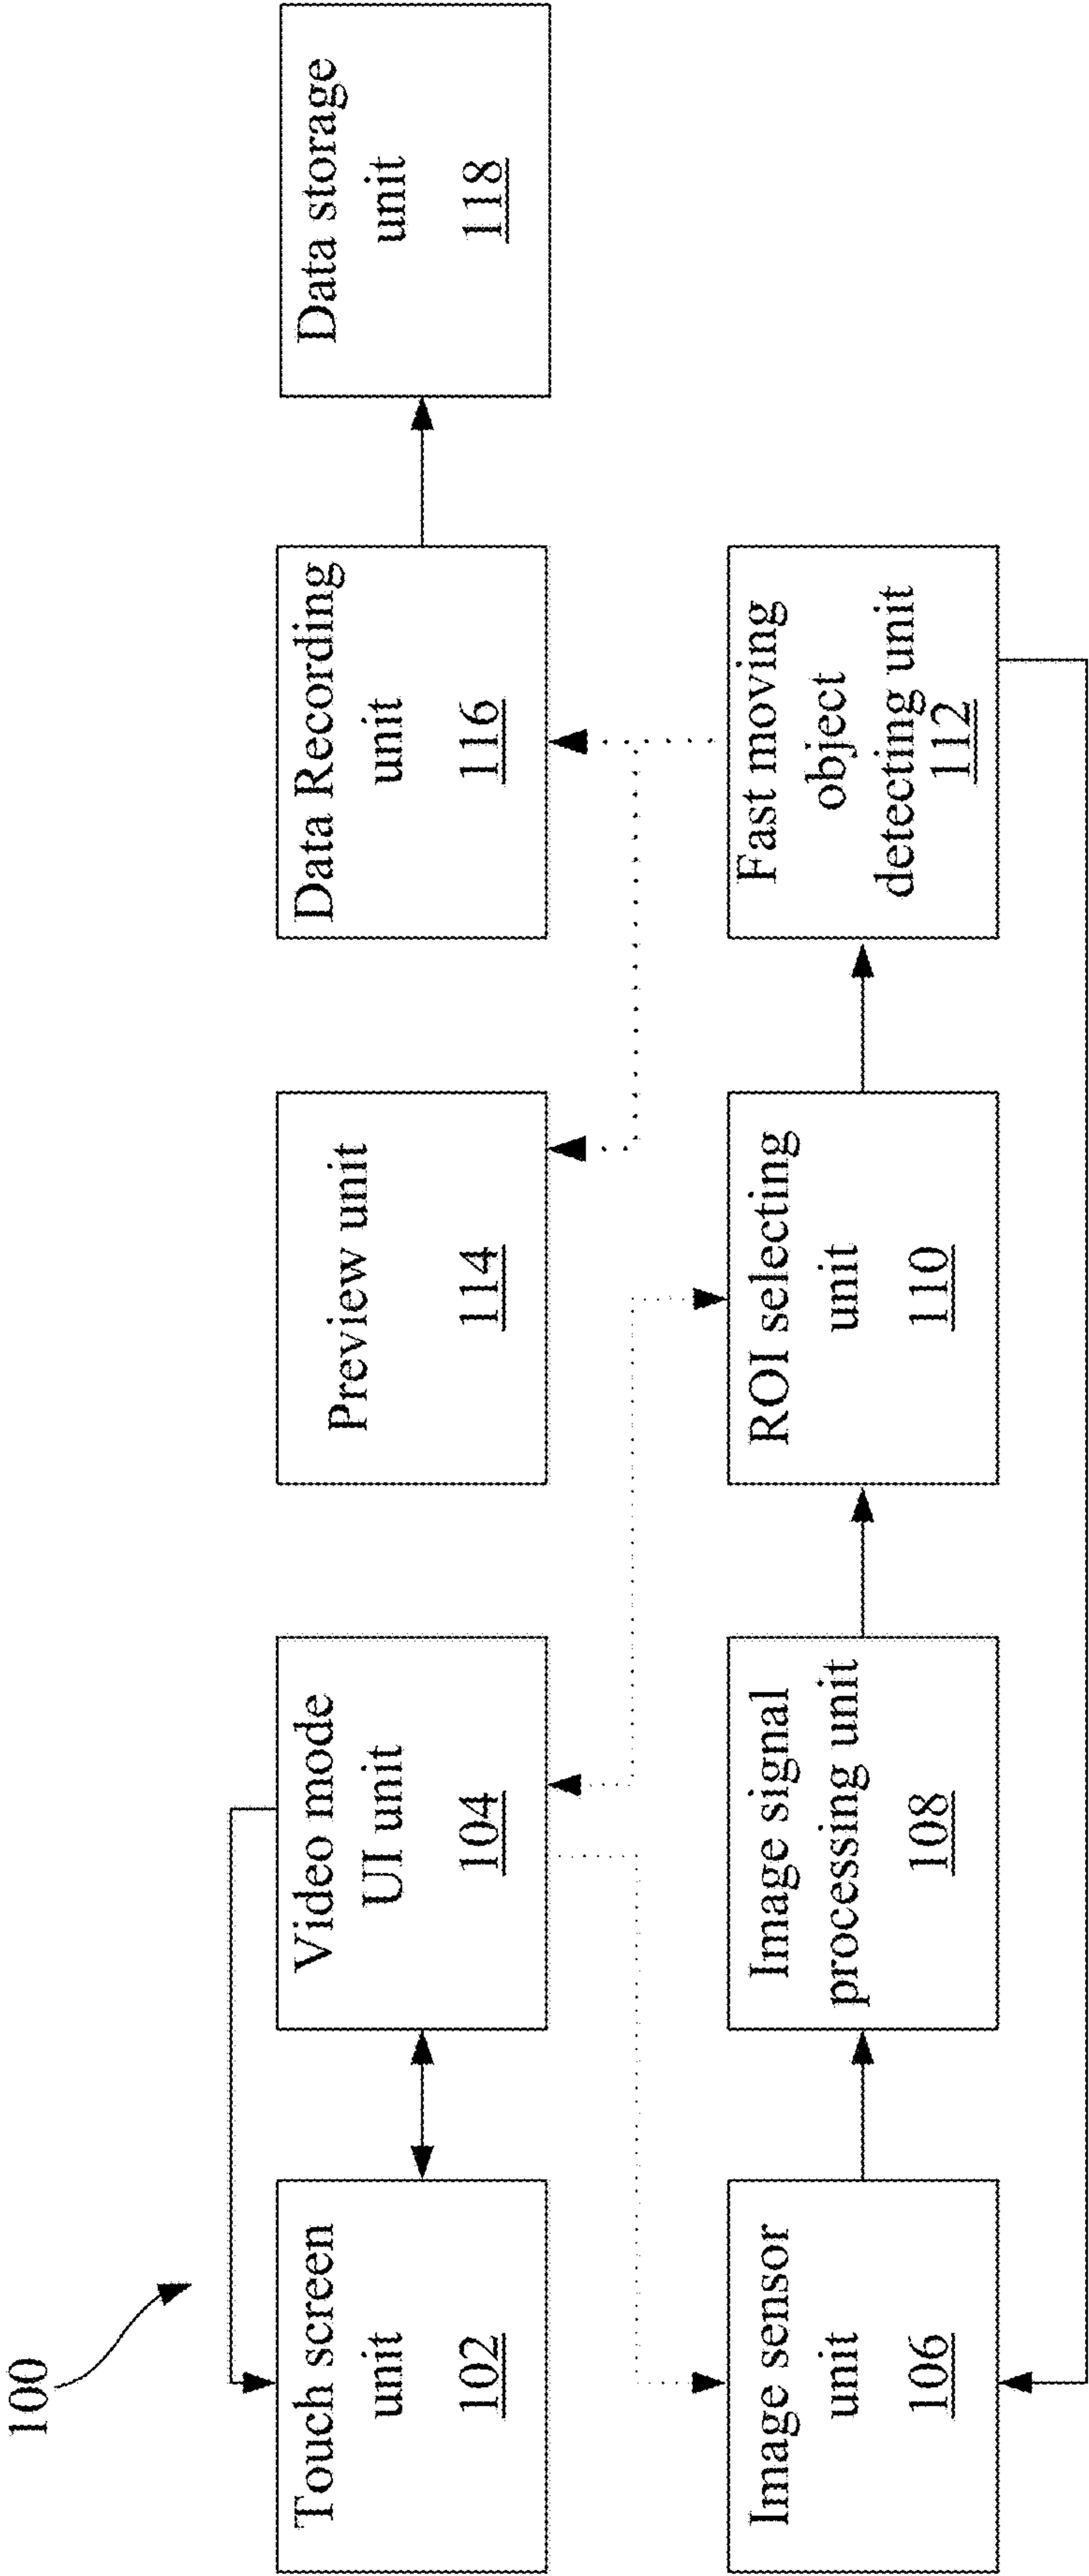 100
Touch screen
unit
102
Video mode
UI unit
104
Preview unit
114
Data Recording
unit
116
Data storage
unit
118
Image sensor
unit
106
Image signal
processing unit
108
ROI selecting
unit
110
Fast moving
object
detecting unit
112